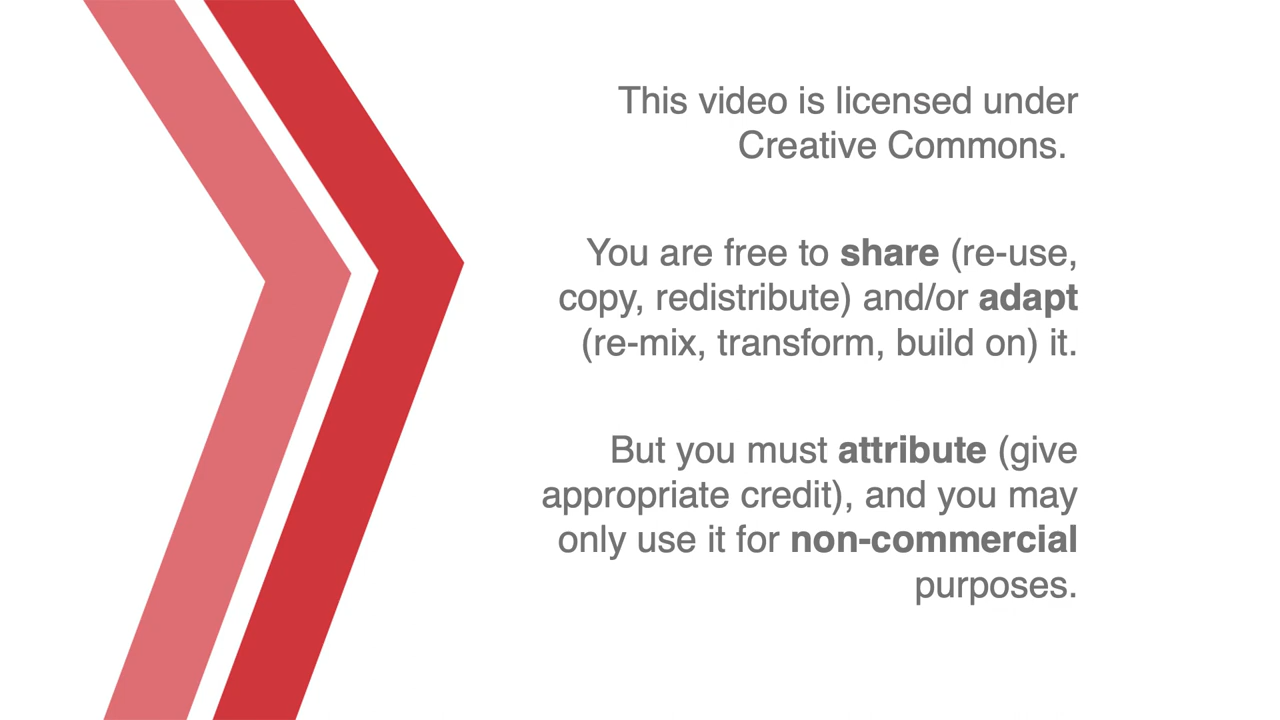 This video is licensed under
Creative Commons.
You are free to share (re-use,
copy, redistribute) and/or adapt
(re-mix, transform, build on) it.
But you must attribute (give
appropriate credit), and you may
only use it for non-commercial
purposes.